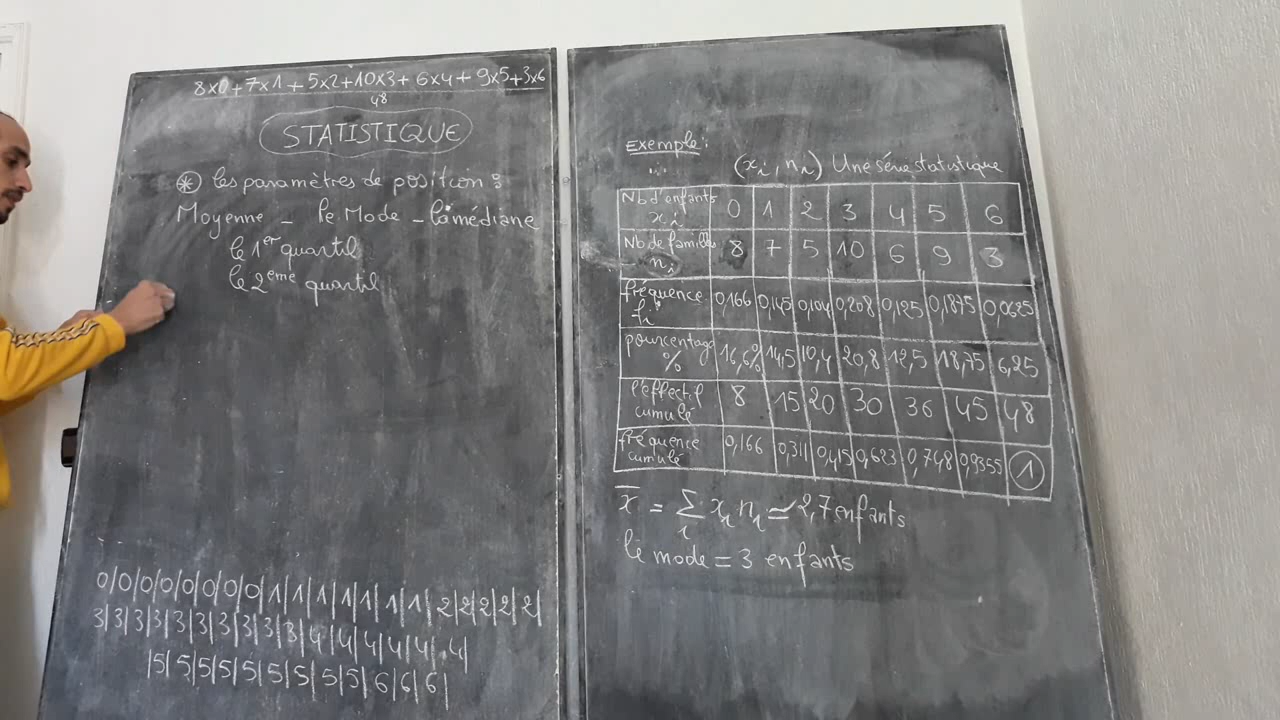 8×0+7×1+5×2+10×3+6×4+9×5+3×6
48
STATISTIQUE
⊛ les paramètres de position :
Moyenne _ le Mode _ la médiane
le 1er quartil
le 2ème quartil
0|0|0|0|0|0|0|0|1|1|1|1|1|1|1|2|2|2|2|2|
3|3|3|3|3|3|3|3|3|3|4|4|4|4|4|4|
|5|5|5|5|5|5|5|5|5|6|6|6|
Exemple :
(xi, ni) Une série statistique
Nb d'enfants xi 0 1 2 3 4 5 6
Nb de familles ni 8 7 5 10 6 9 3
fréquence fi 0,166 0,145 0,104 0,208 0,125 0,1875 0,0625
pourcentage % 16,6% 14,5 10,4 20,8 12,5 18,75 6,25
l'effectif cumulé 8 15 20 30 36 45 48
fréquence cumulé 0,166 0,311 0,415 0,623 0,748 0,9355 1
x̄ = Σi xi ni ≃ 2,7 enfants
le mode = 3 enfants